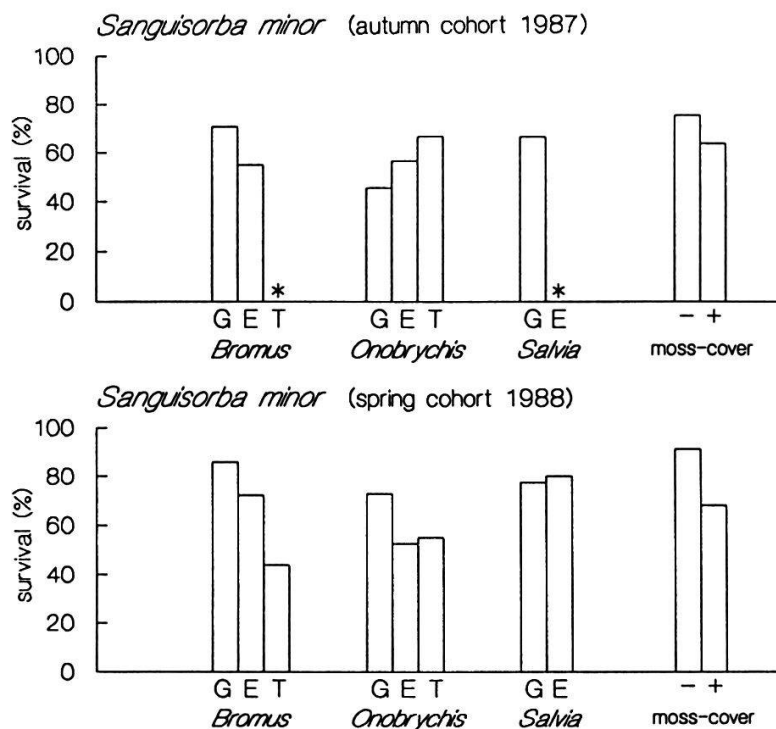 Sanguisorba minor (autumn cohort 1987)
100
80
60
40
20
0
survival (%)
*
*
G E T G E T G E - +
Bromus Onobrychis Salvia moss-cover
Sanguisorba minor (spring cohort 1988)
100
80
60
40
20
0
survival (%)
G E T G E T G E - +
Bromus Onobrychis Salvia moss-cover